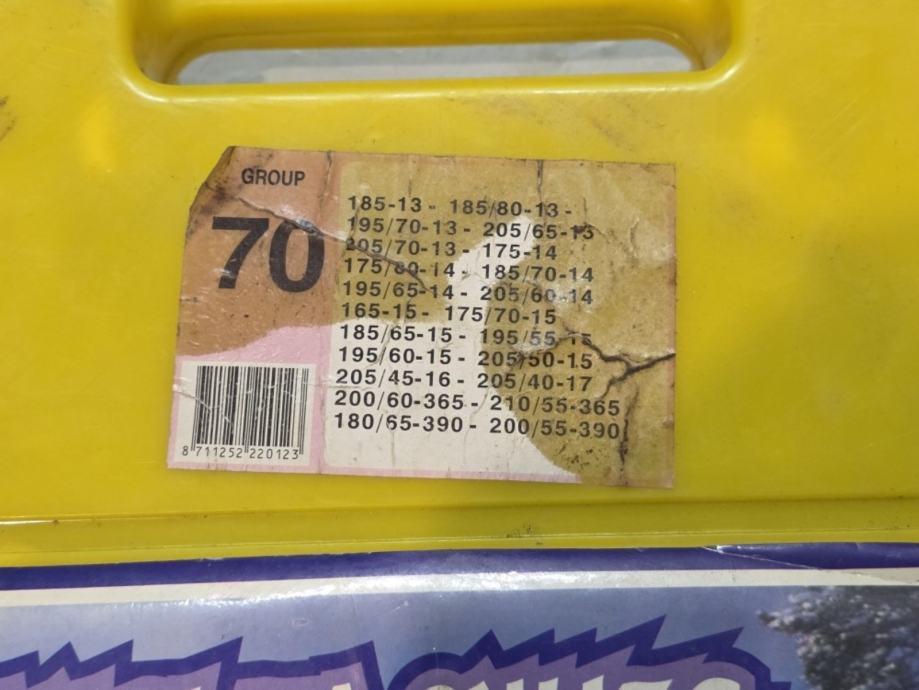 GROUP
70
185-13 - 185/80-13 -
195/70-13 - 205/65-13
205/70-13 - 175-14
175/80-14 - 185/70-14
195/65-14 - 205/60-14
165-15 - 175/70-15
185/65-15 - 195/55-15
195/60-15 - 205/50-15
205/45-16 - 205/40-17
200/60-365 - 210/55-365
180/65-390 - 200/55-390
8 711252 220123